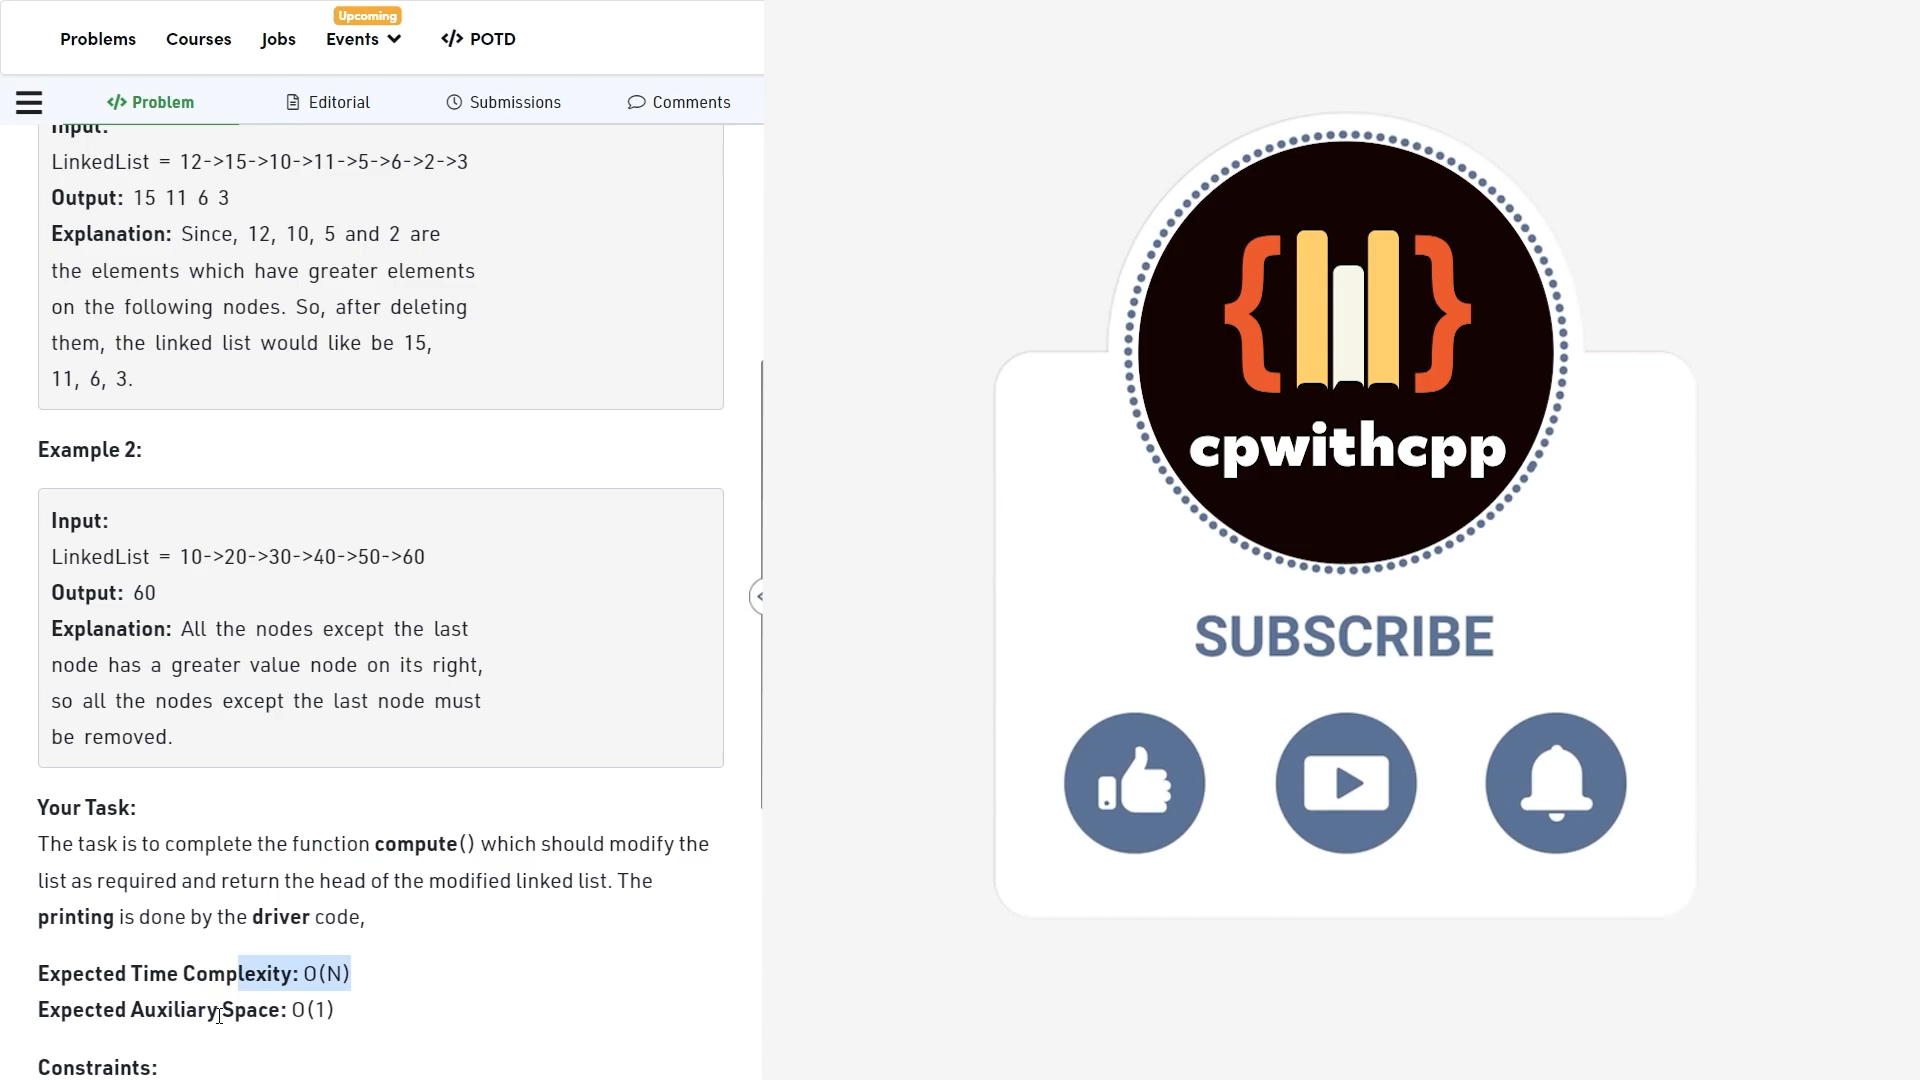 Upcoming
Problems Courses Jobs Events </> POTD
</> Problem Editorial Submissions Comments
Input:
LinkedList = 12->15->10->11->5->6->2->3
Output: 15 11 6 3
Explanation: Since, 12, 10, 5 and 2 are
the elements which have greater elements
on the following nodes. So, after deleting
them, the linked list would like be 15,
11, 6, 3.
Example 2:
Input:
LinkedList = 10->20->30->40->50->60
Output: 60
Explanation: All the nodes except the last
node has a greater value node on its right,
so all the nodes except the last node must
be removed.
Your Task:
The task is to complete the function compute() which should modify the
list as required and return the head of the modified linked list. The
printing is done by the driver code,
Expected Time Complexity: O(N)
Expected Auxiliary Space: O(1)
Constraints:
cpwithcpp
SUBSCRIBE